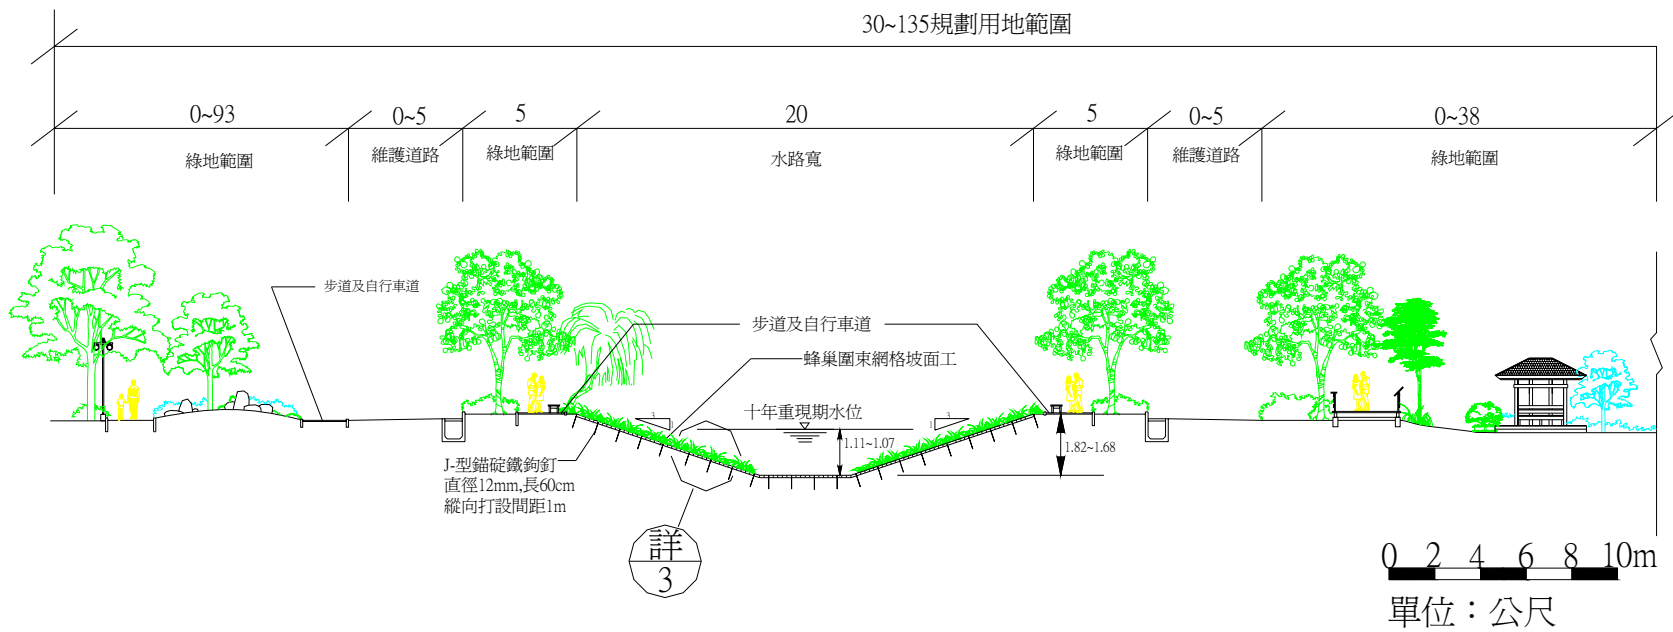 30~135規劃用地範圍
0~93
0~5
5
20
5
0~5
0~38
綠地範圍
維護道路
綠地範圍
水路寬
綠地範圍
維護道路
綠地範圍
步道及自行車道
步道及自行車道
蜂巢圍束網格坡面工
十年重現期水位
3
1
3
1
1.11~1.07
1.82~1.68
J-型錨碇鐵鉤釘
直徑12mm,長60cm
縱向打設間距1m
詳
3
0 2 4 6 8 10m
單位：公尺